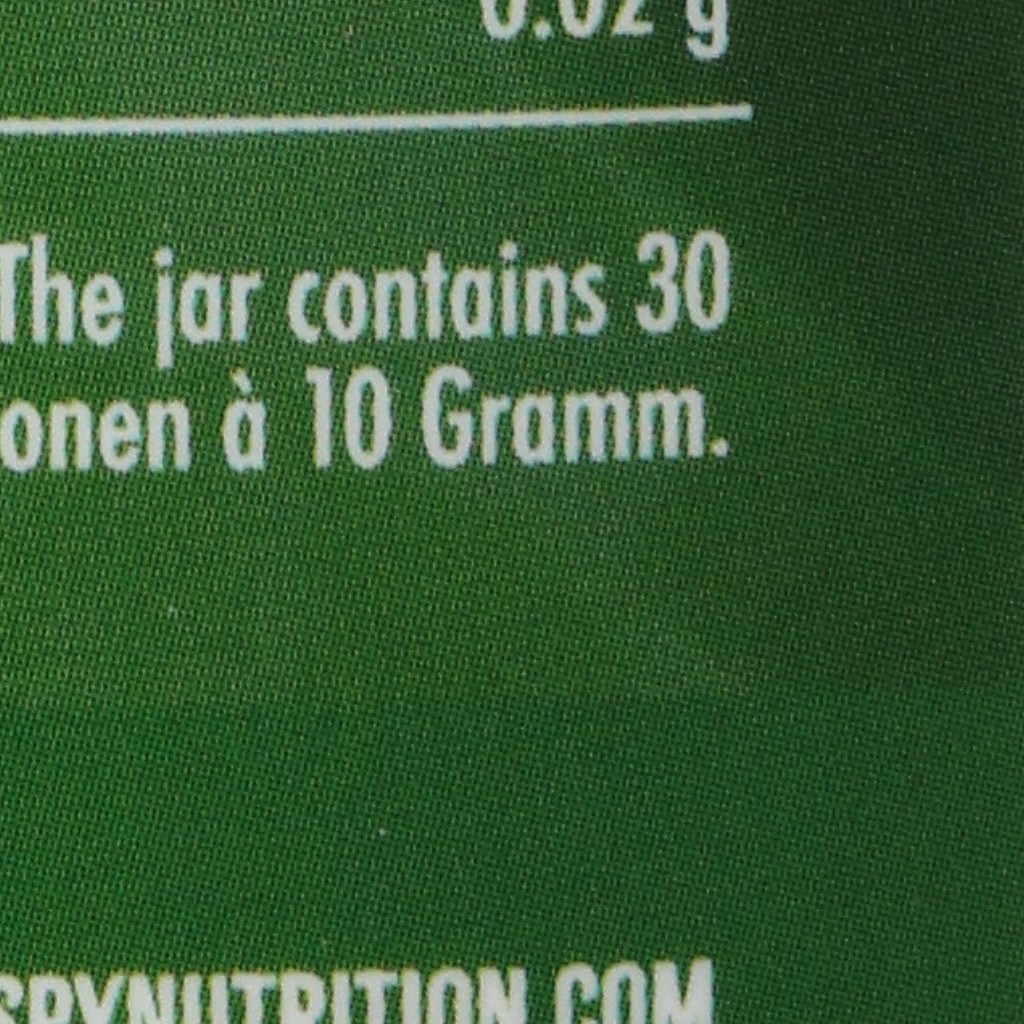 0.02 g
The jar contains 30
onen à 10 Gramm.
SPYNUTRITION.COM